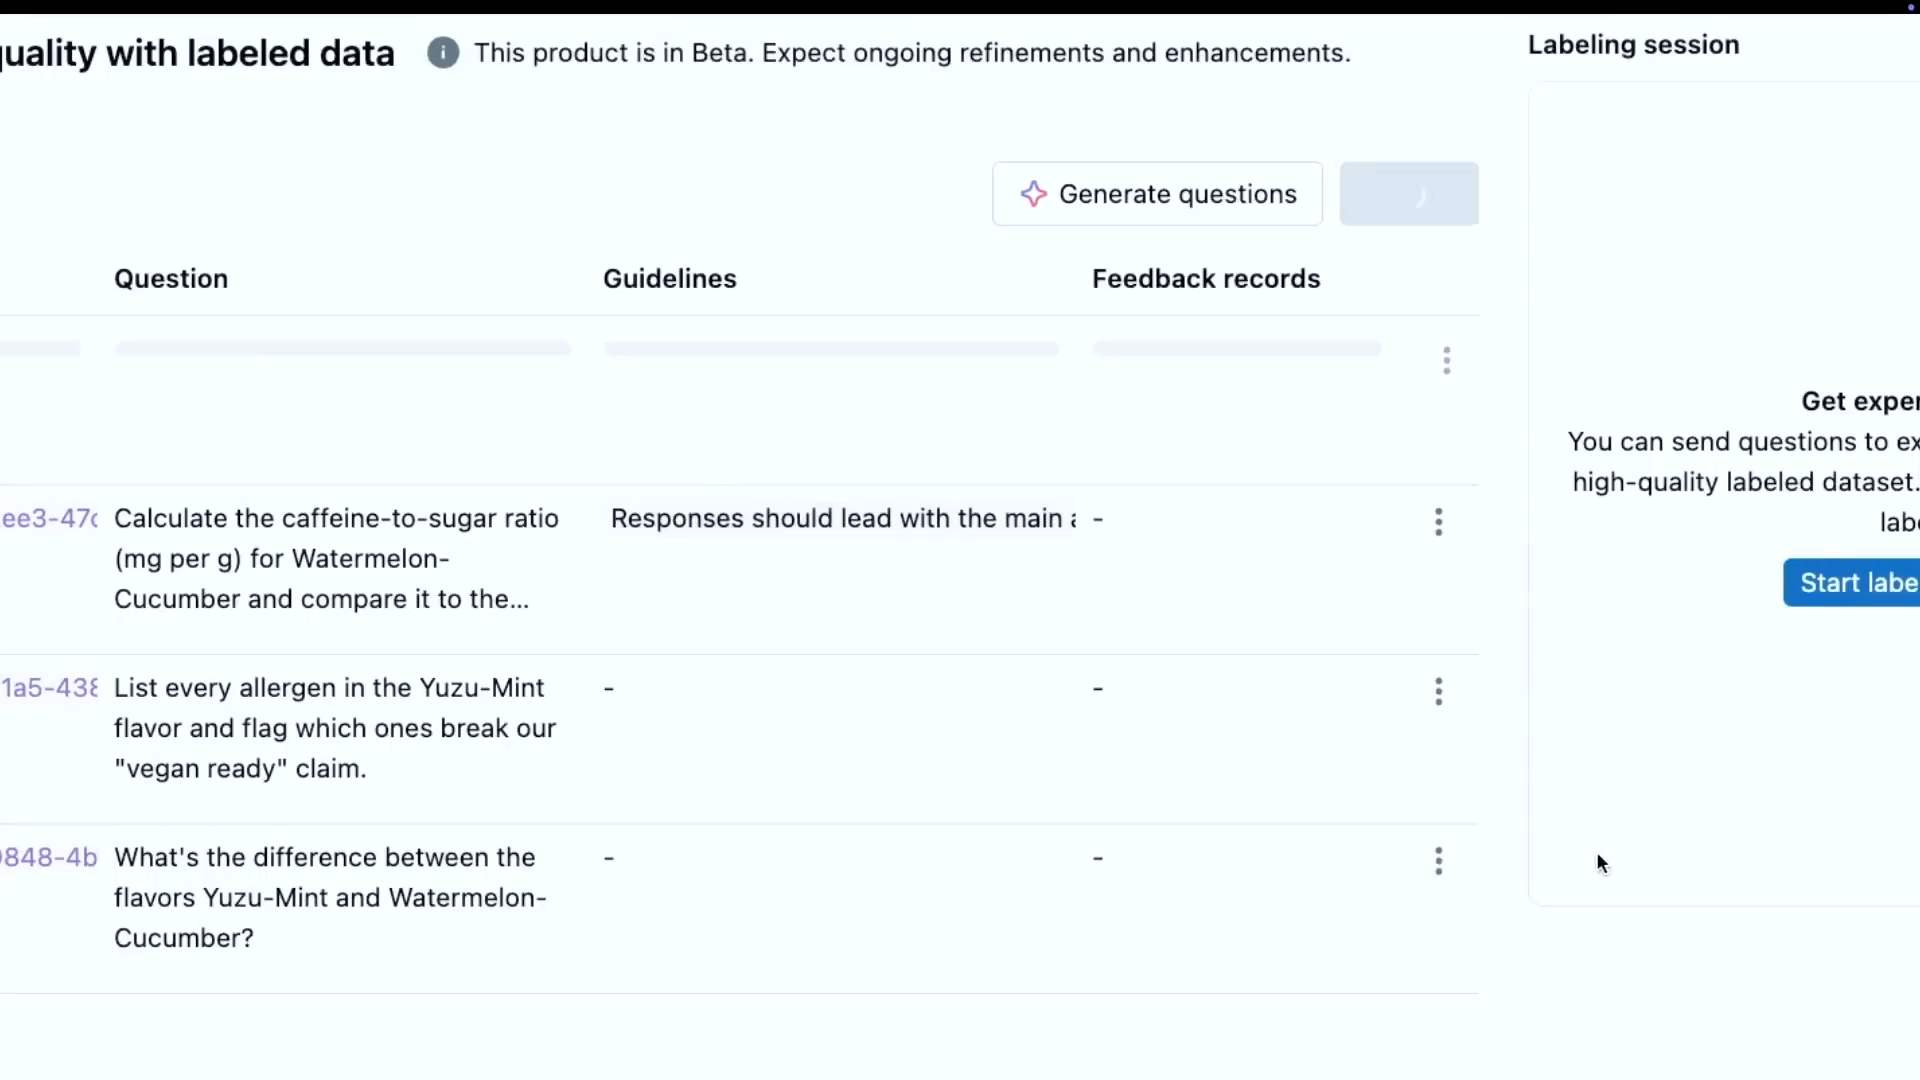 quality with labeled data
This product is in Beta. Expect ongoing refinements and enhancements.
Labeling session
Generate questions
Question Guidelines Feedback records
ee3-47
Calculate the caffeine-to-sugar ratio
(mg per g) for Watermelon-
Cucumber and compare it to the...
Responses should lead with the main
-
1a5-438
List every allergen in the Yuzu-Mint
flavor and flag which ones break our
"vegan ready" claim.
-
-
848-4b
What's the difference between the
flavors Yuzu-Mint and Watermelon-
Cucumber?
-
-
Get exper
You can send questions to ex
high-quality labeled dataset.
labe
Start labe